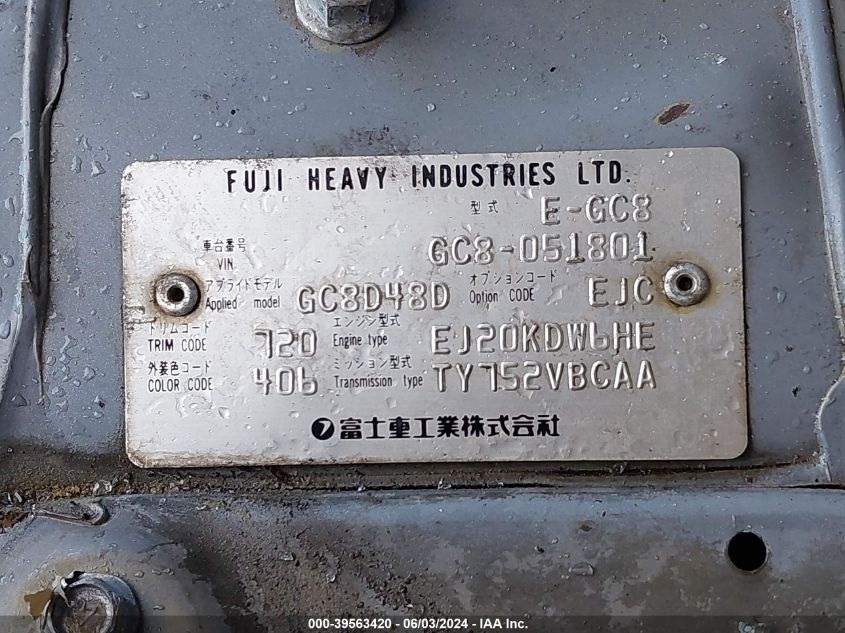 FUJI HEAVY INDUSTRIES LTD.
型式 E-GC8
車台番号 VIN GC8-051801
アプライドモデル Applied model GC8D48D オプションコード Option CODE EJC
トリムコード TRIM CODE 720 エンジン型式 Engine type EJ20KDW6HE
外装色コード COLOR CODE 406 ミッション型式 Transmission type TY752VBCAA
富士重工業株式会社
000-39563420 - 06/03/2024 - IAA Inc.